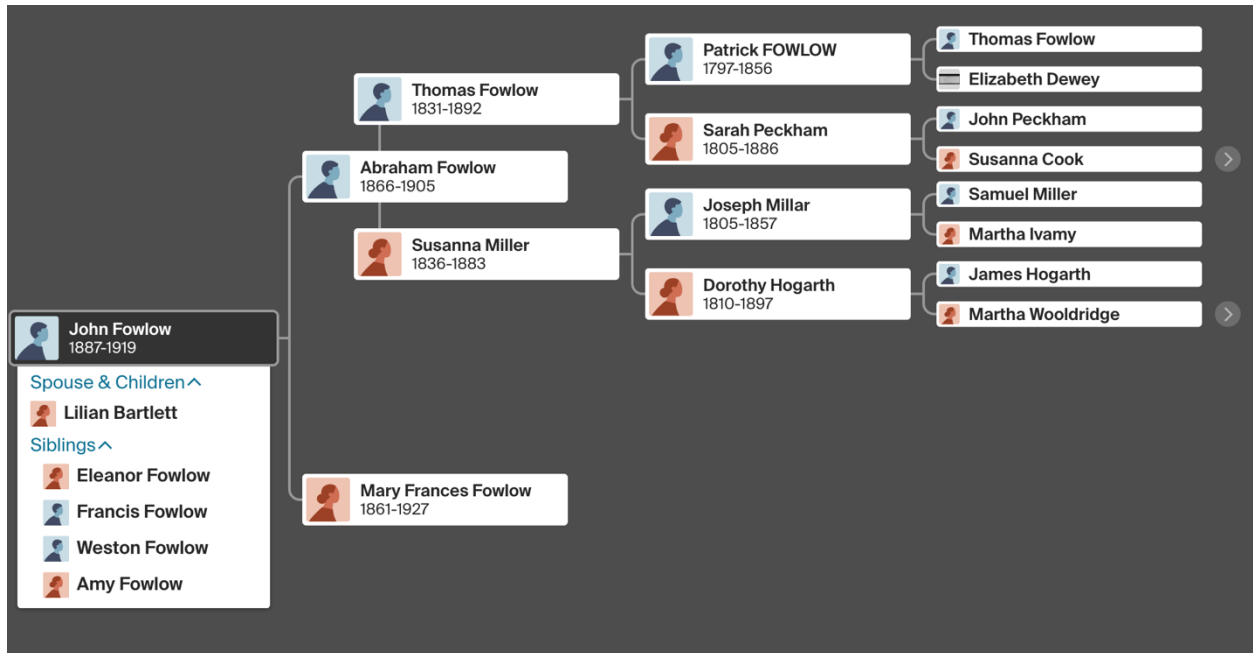 Patrick FOWLOW
1797-1856
Thomas Fowlow
Elizabeth Dewey
Thomas Fowlow
1831-1892
Sarah Peckham
1805-1886
John Peckham
Susanna Cook
Abraham Fowlow
1866-1905
Joseph Millar
1805-1857
Samuel Miller
Martha Ivamy
Susanna Miller
1836-1883
Dorothy Hogarth
1810-1897
James Hogarth
Martha Wooldridge
John Fowlow
1887-1919
Spouse & Children
Lilian Bartlett
Siblings
Eleanor Fowlow
Francis Fowlow
Weston Fowlow
Amy Fowlow
Mary Frances Fowlow
1861-1927